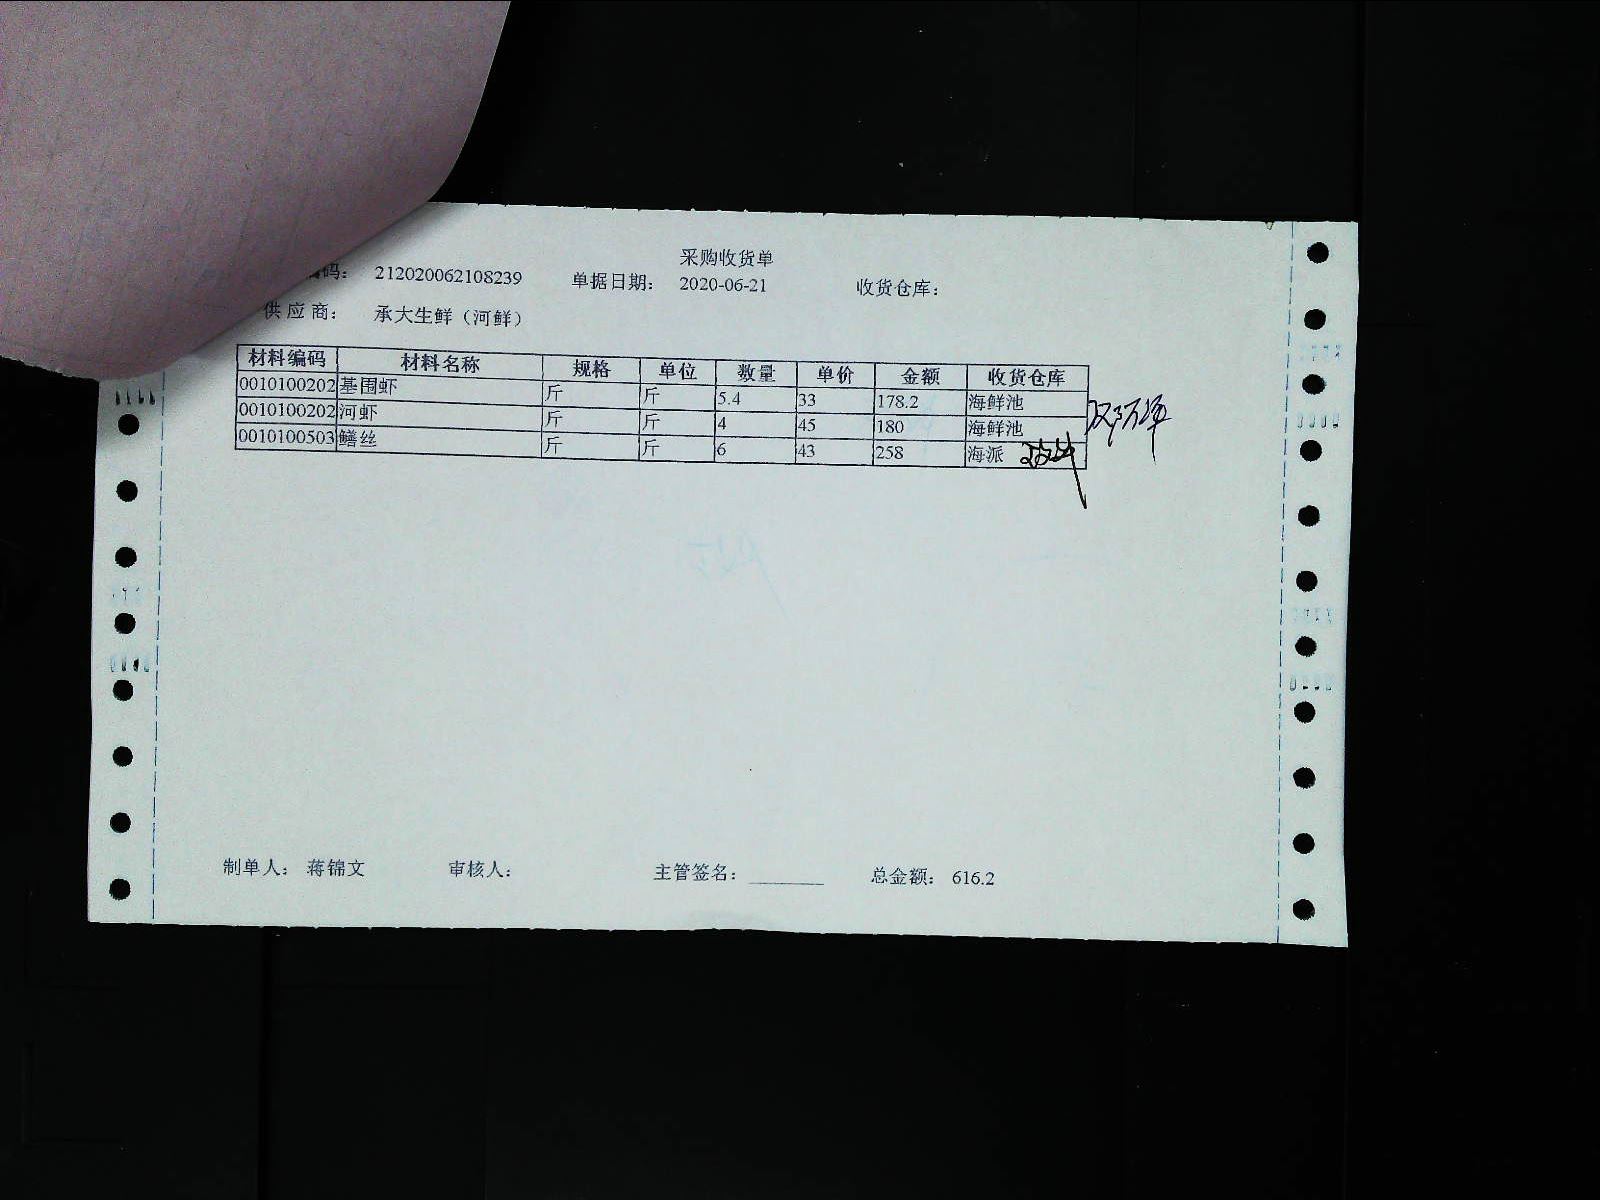 采购收货单
编码： 212020062108239 单据日期： 2020-06-21 收货仓库：
供应商： 承大生鲜（河鲜）
材料编码 材料名称 规格 单位 数量 单价 金额 收货仓库
0010100202 基围虾 斤 斤 5.4 33 178.2 海鲜池
0010100202 河虾 斤 斤 4 45 180 海鲜池
0010100503 鳝丝 斤 斤 6 43 258 海派
制单人： 蒋锦文 审核人： 主管签名： ________ 总金额： 616.2